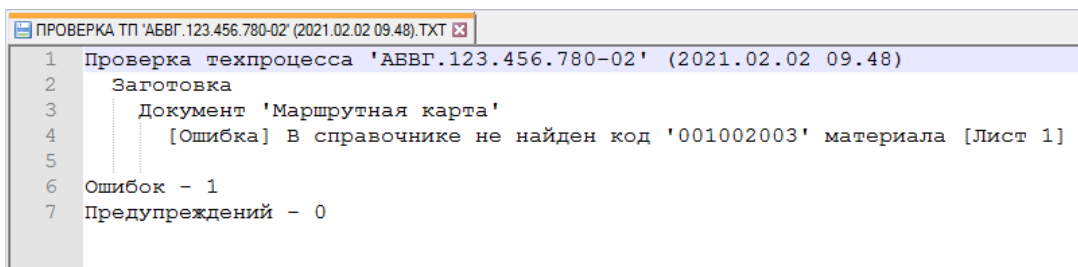 ПРОВЕРКА ТП 'АБВГ.123.456.780-02' (2021.02.02 09.48).TXT
1 Проверка техпроцесса 'АБВГ.123.456.780-02' (2021.02.02 09.48)
2 Заготовка
3 Документ 'Маршрутная карта'
4 [Ошибка] В справочнике не найден код '001002003' материала [Лист 1]
5
6 Ошибок - 1
7 Предупреждений - 0